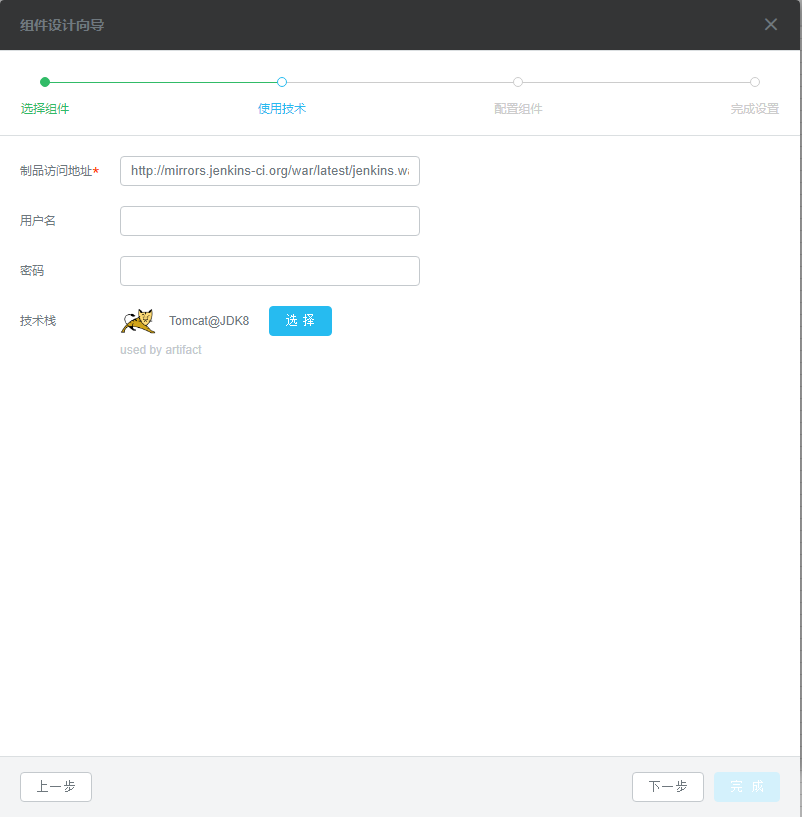 组件设计向导
选择组件 使用技术 配置组件 完成设置
制品访问地址* http://mirrors.jenkins-ci.org/war/latest/jenkins.wa
用户名
密码
技术栈 Tomcat@JDK8 选择
used by artifact
上一步 下一步 完成